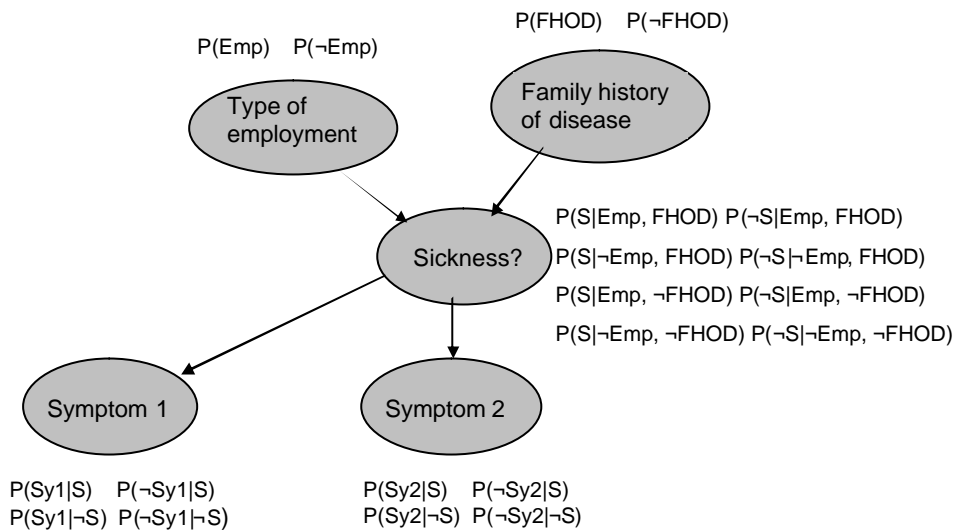 P(Emp) P(¬Emp)
P(FHOD) P(¬FHOD)
Type of
employment
Family history
of disease
Sickness?
P(S|Emp, FHOD) P(¬S|Emp, FHOD)
P(S|¬Emp, FHOD) P(¬S|¬Emp, FHOD)
P(S|Emp, ¬FHOD) P(¬S|Emp, ¬FHOD)
P(S|¬Emp, ¬FHOD) P(¬S|¬Emp, ¬FHOD)
Symptom 1
Symptom 2
P(Sy1|S) P(¬Sy1|S)
P(Sy1|¬S) P(¬Sy1|¬S)
P(Sy2|S) P(¬Sy2|S)
P(Sy2|¬S) P(¬Sy2|¬S)